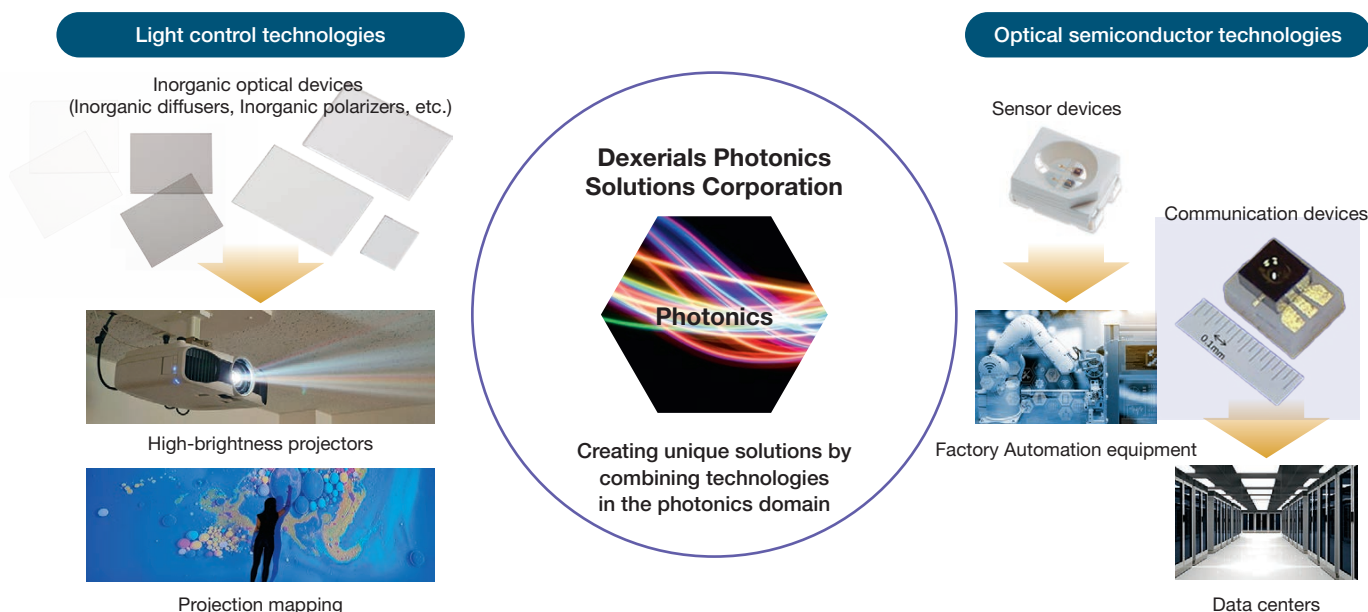 Light control technologies
Inorganic optical devices
(Inorganic diffusers, Inorganic polarizers, etc.)
High-brightness projectors
Projection mapping
Dexerials Photonics
Solutions Corporation
Photonics
Creating unique solutions by
combining technologies
in the photonics domain
Optical semiconductor technologies
Sensor devices
Communication devices
0.1mm
Factory Automation equipment
Data centers